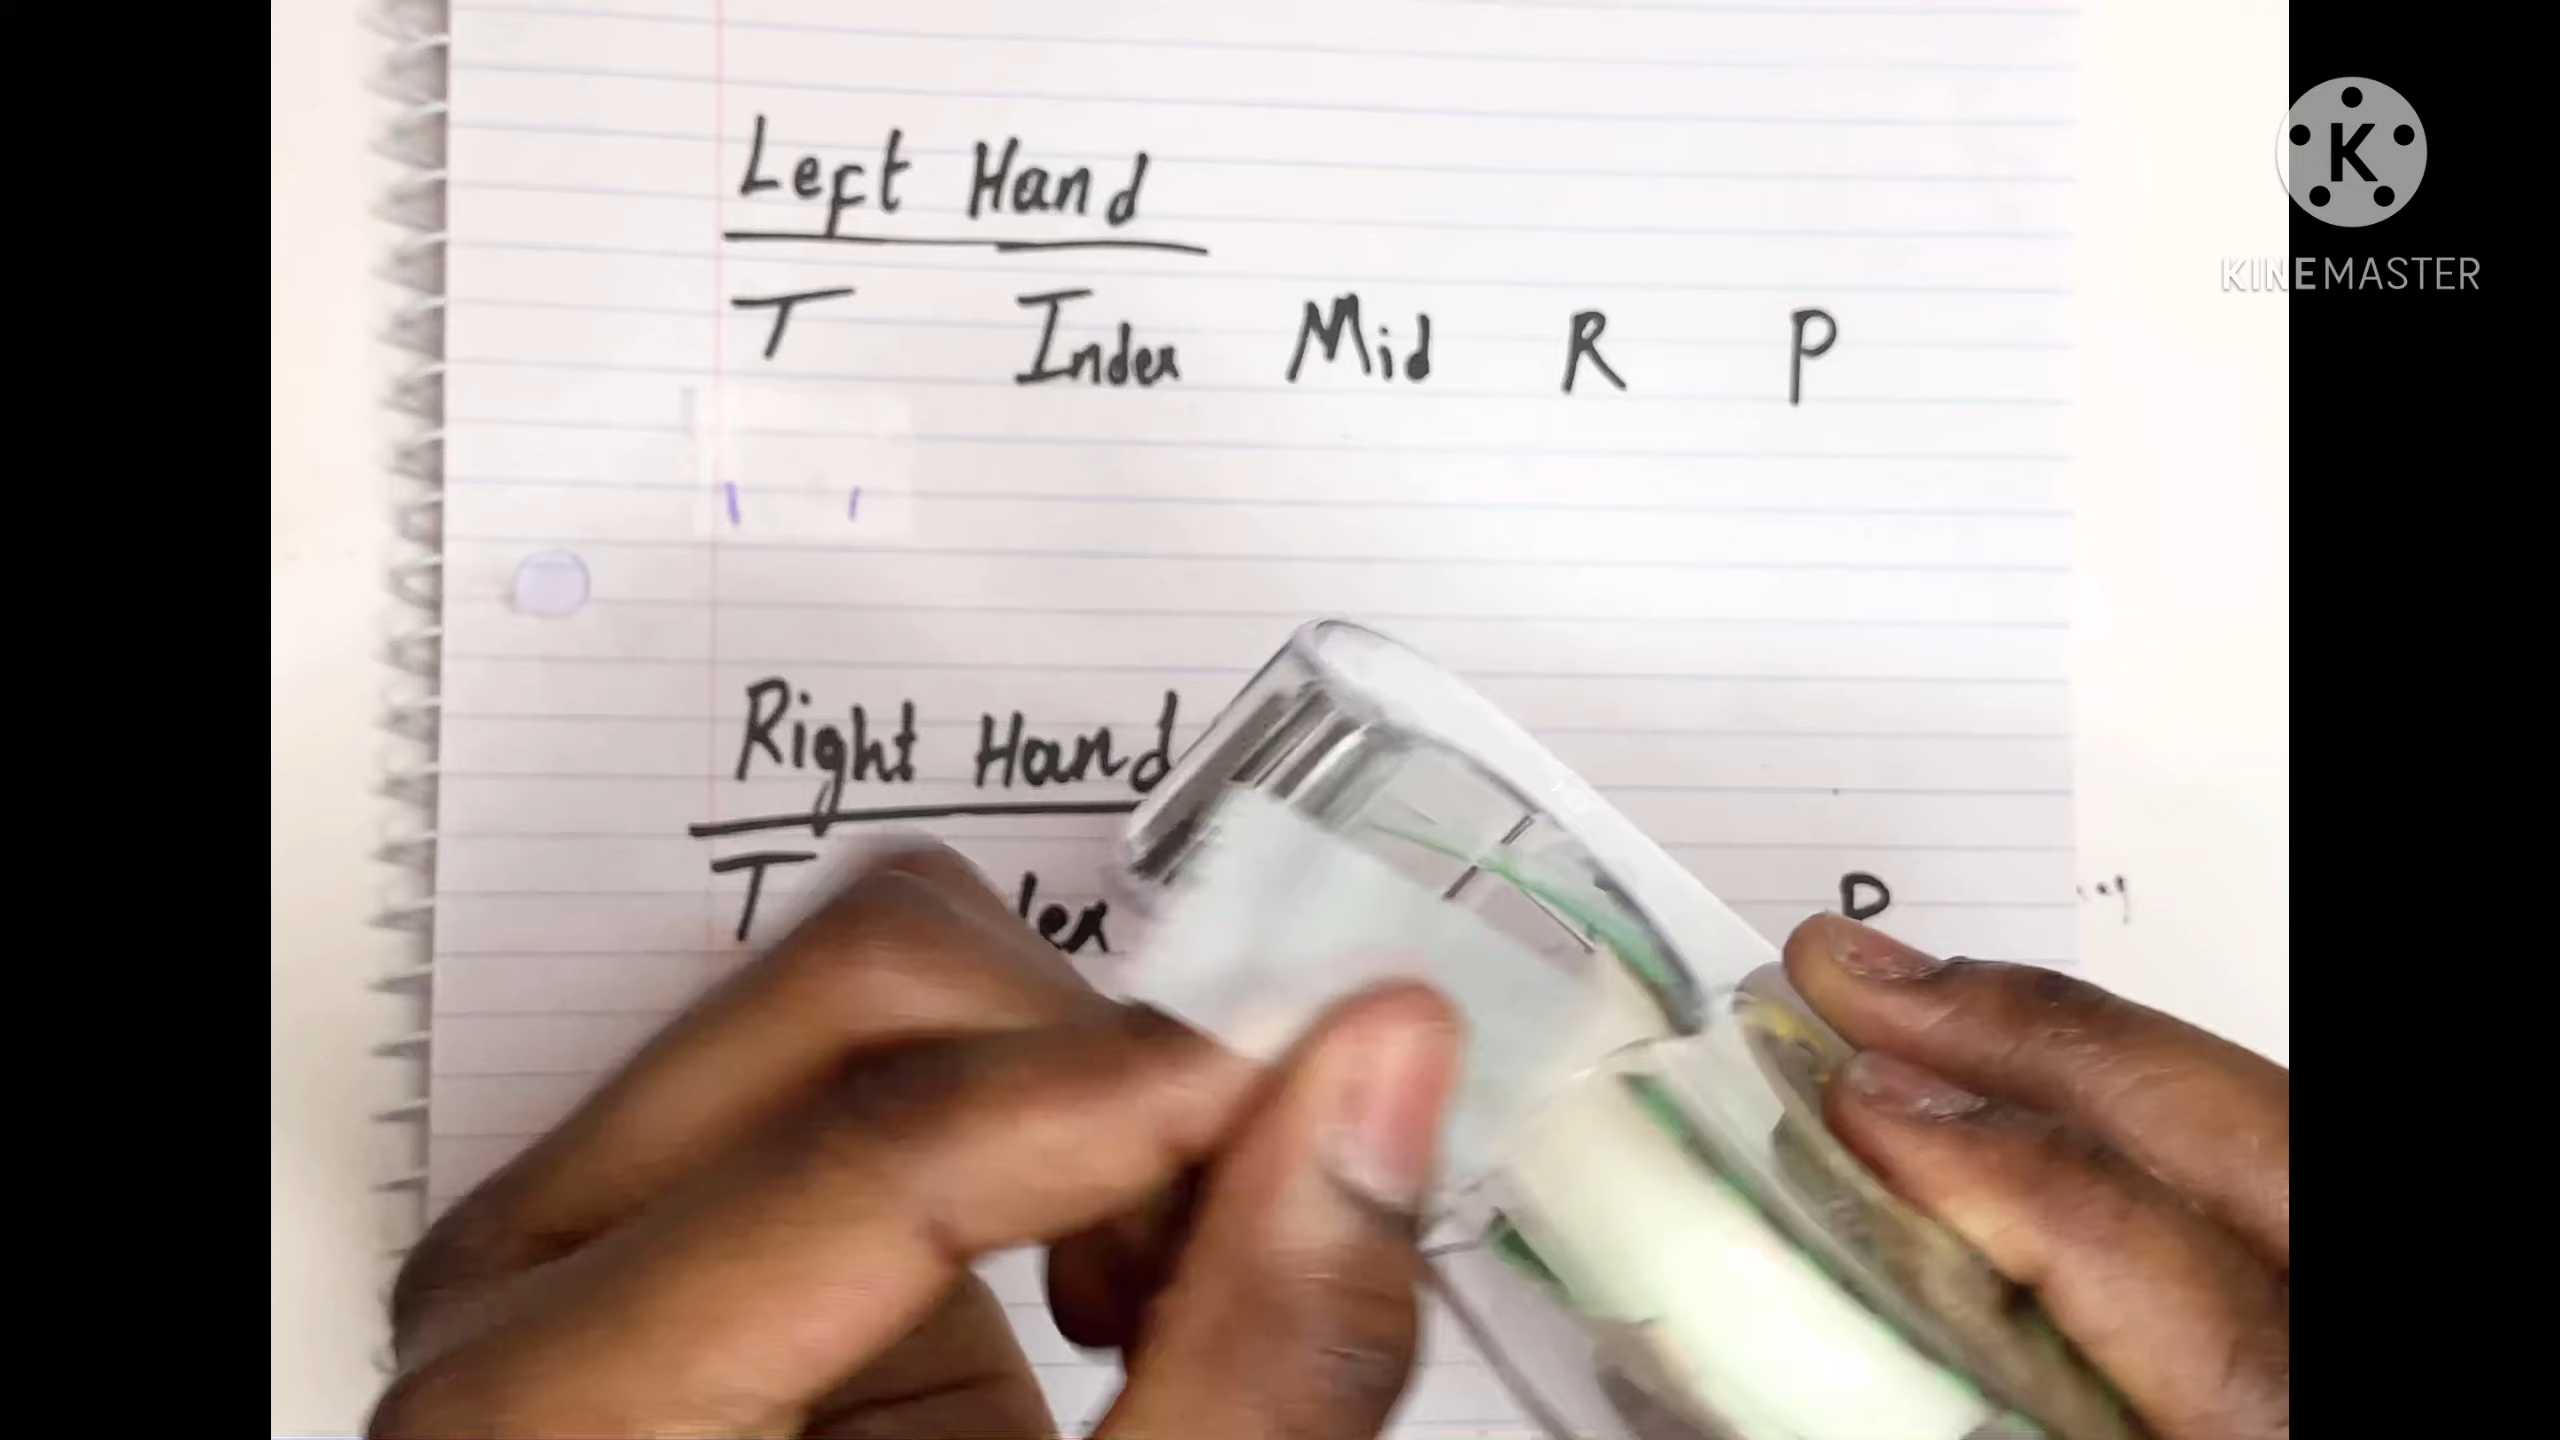 Left Hand
T Index Mid R P
Right Hand
T
K
KINEMASTER